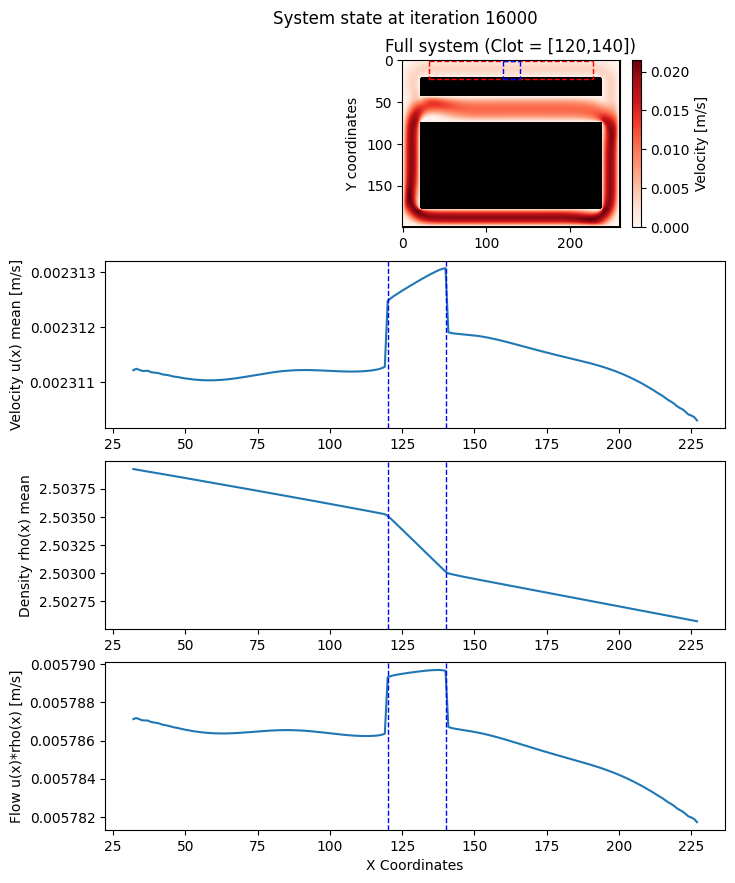 System state at iteration 16000
Full system (Clot = [120,140])
0
50
100
150
Y coordinates
0 100 200
0.020
0.015
0.010
0.005
0.000
Velocity [m/s]
0.002313
0.002312
0.002311
Velocity u(x) mean [m/s]
25 50 75 100 125 150 175 200 225
2.50375
2.50350
2.50325
2.50300
2.50275
Density rho(x) mean
25 50 75 100 125 150 175 200 225
0.005790
0.005788
0.005786
0.005784
0.005782
Flow u(x)*rho(x) [m/s]
25 50 75 100 125 150 175 200 225
X Coordinates